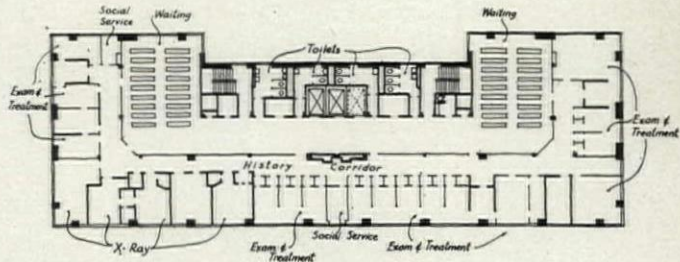 Social
Service
Waiting
Waiting
Toilets
Exam &
Treatment
Exam &
Treatment
History Corridor
X-Ray
Exam &
Treatment
Social Service
Exam & Treatment